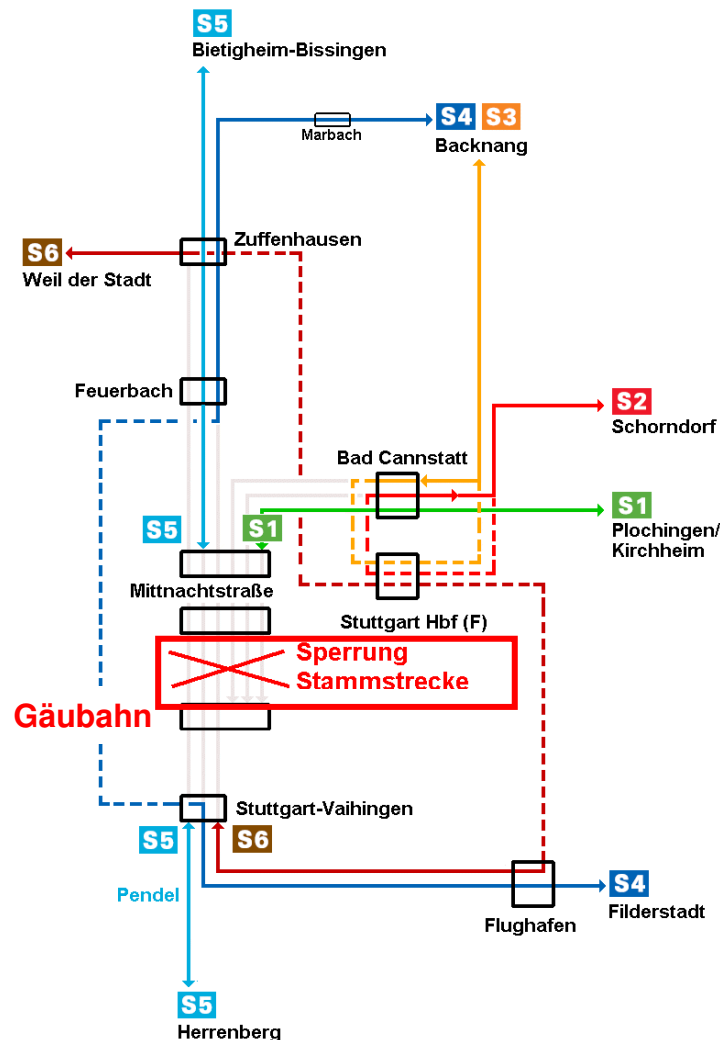 S5
Bietigheim-Bissingen
S4 S3
Marbach
Backnang
Zuffenhausen
S6
Weil der Stadt
Feuerbach
S2
Schorndorf
Bad Cannstatt
S5
S1
S1
Plochingen/
Kirchheim
Mittnachtstraße
Stuttgart Hbf (F)
Sperrung
Stammstrecke
Gäubahn
Stuttgart-Vaihingen
S5
S6
Pendel
S4
Filderstadt
Flughafen
S5
Herrenberg